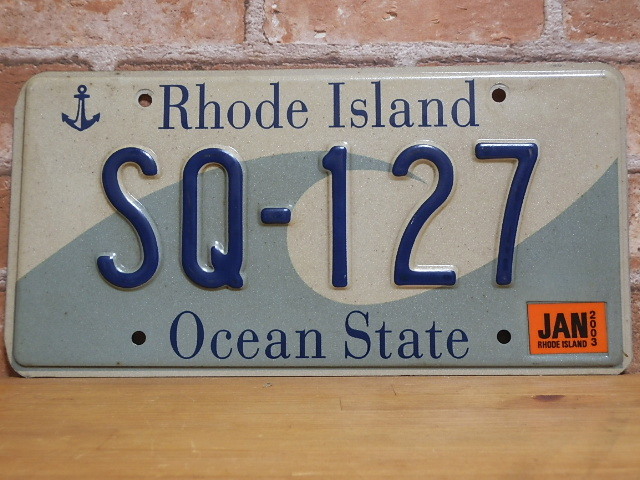 Rhode Island
SQ-127
Ocean State
JAN 2003
RHODE ISLAND